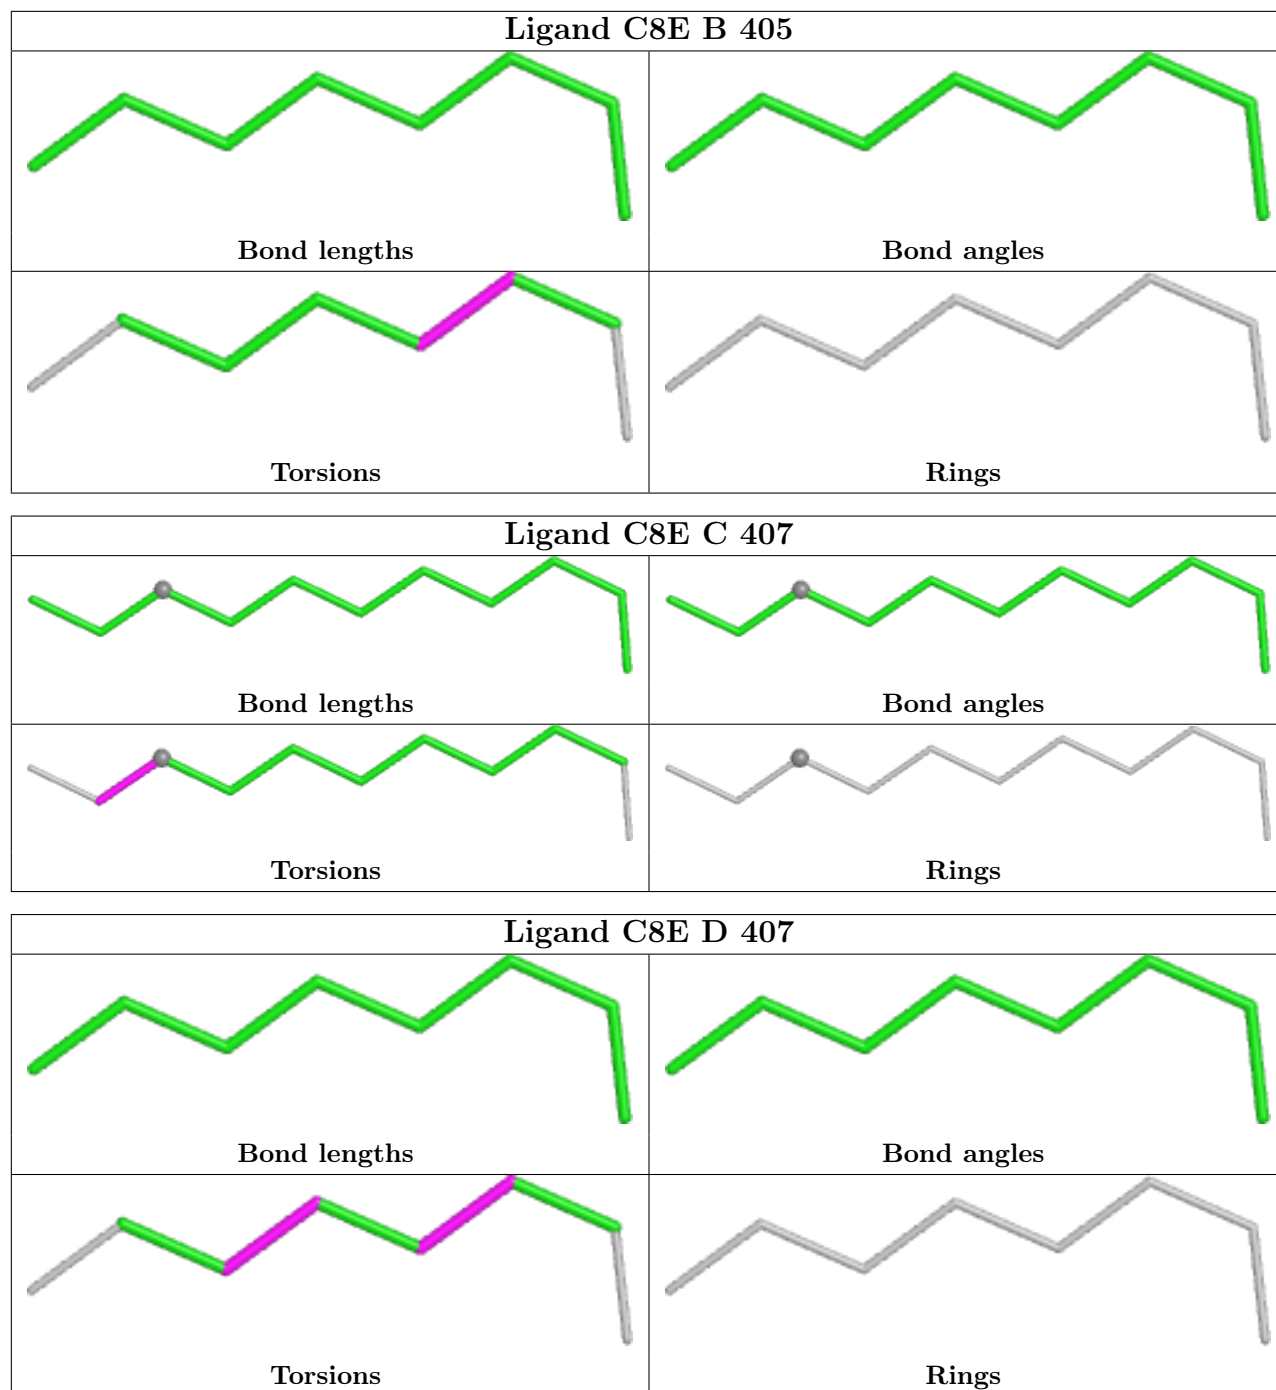 Ligand C8E B 405
Bond lengths
Bond angles
Torsions
Rings
Ligand C8E C 407
Bond lengths
Bond angles
Torsions
Rings
Ligand C8E D 407
Bond lengths
Bond angles
Torsions
Rings